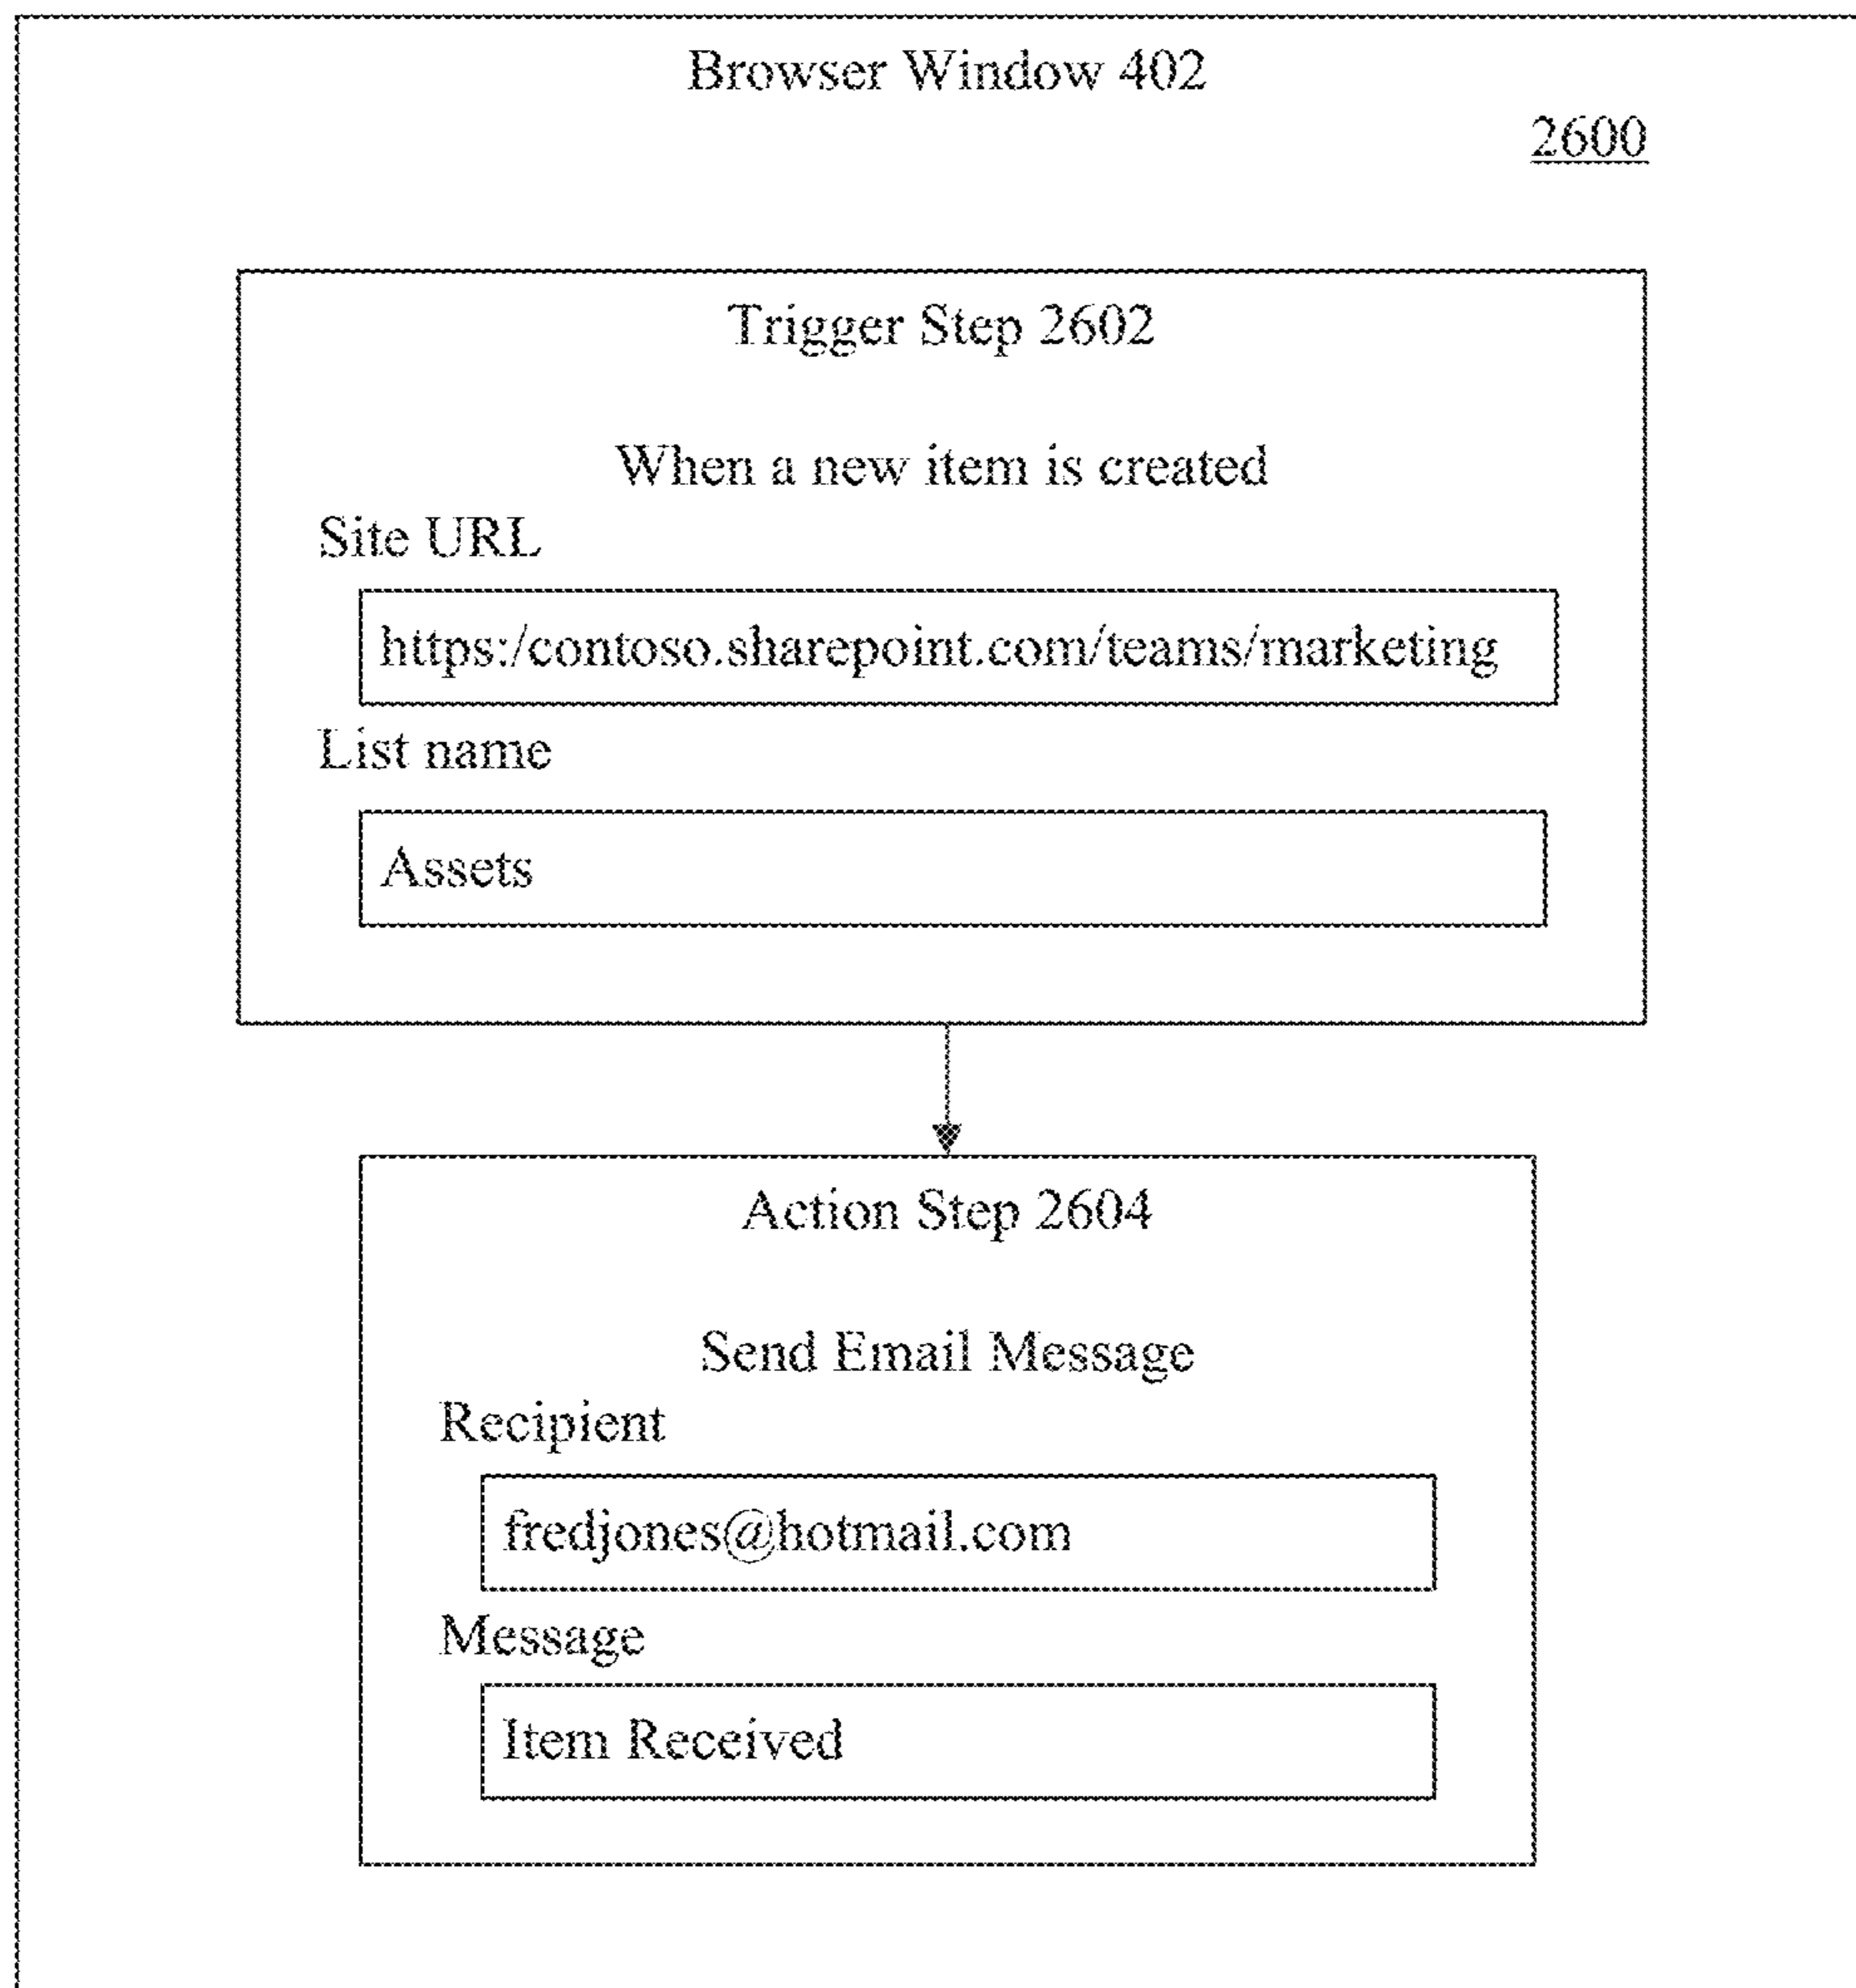 Browser Window 402
2600
Trigger Step 2602
When a new item is created
Site URL
https:/contoso.sharepoint.com/teams/marketing
List name
Assets
Action Step 2604
Send Email Message
Recipient
fredjones@hotmail.com
Message
Item Received